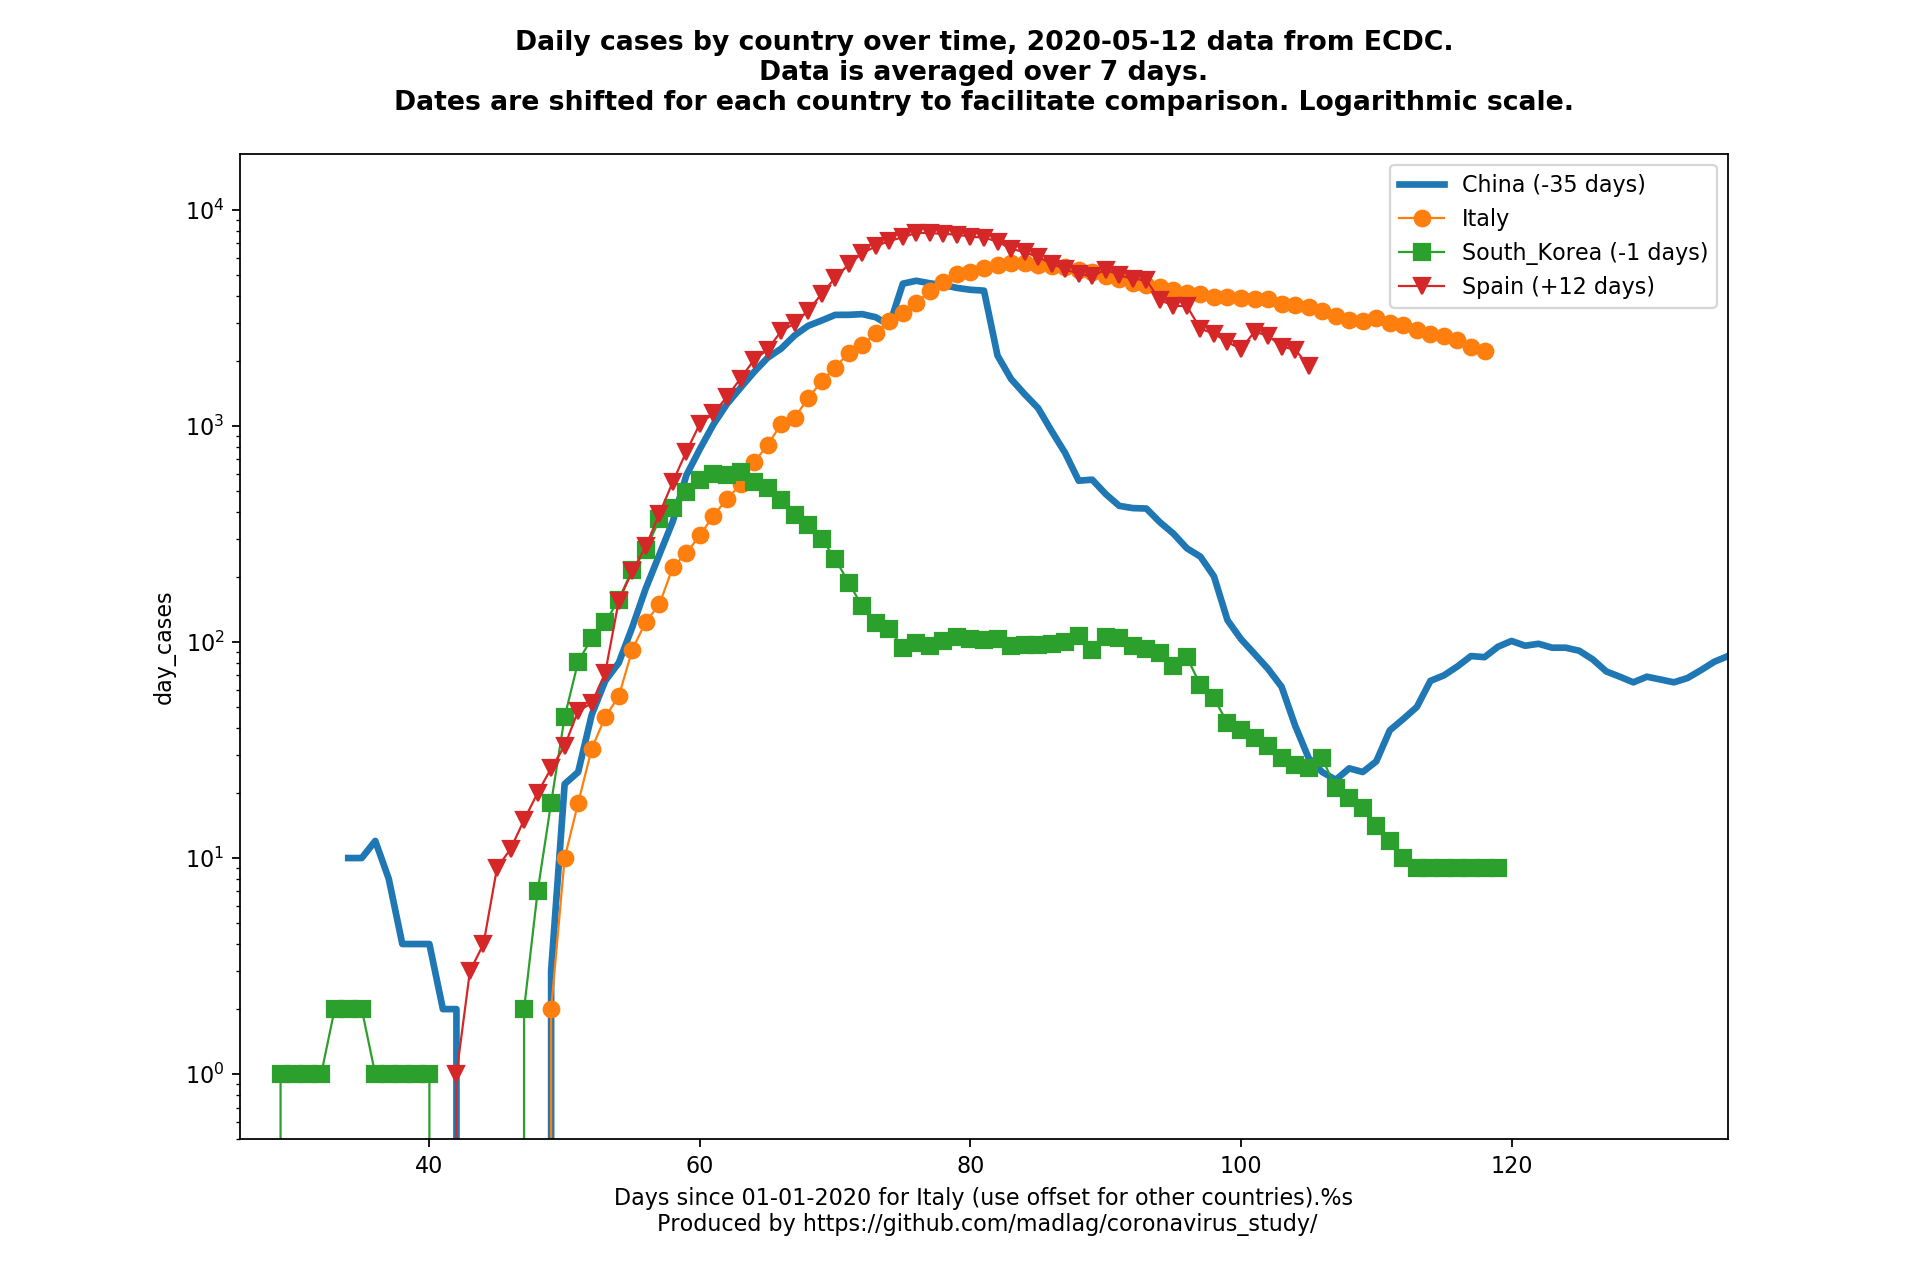 Daily cases by country over time, 2020-05-12 data from ECDC.
Data is averaged over 7 days.
Dates are shifted for each country to facilitate comparison. Logarithmic scale.
China (-35 days)
Italy
South_Korea (-1 days)
Spain (+12 days)
day_cases
10⁴
10³
10²
10¹
10⁰
40 60 80 100 120
Days since 01-01-2020 for Italy (use offset for other countries).%s
Produced by https://github.com/madlag/coronavirus_study/